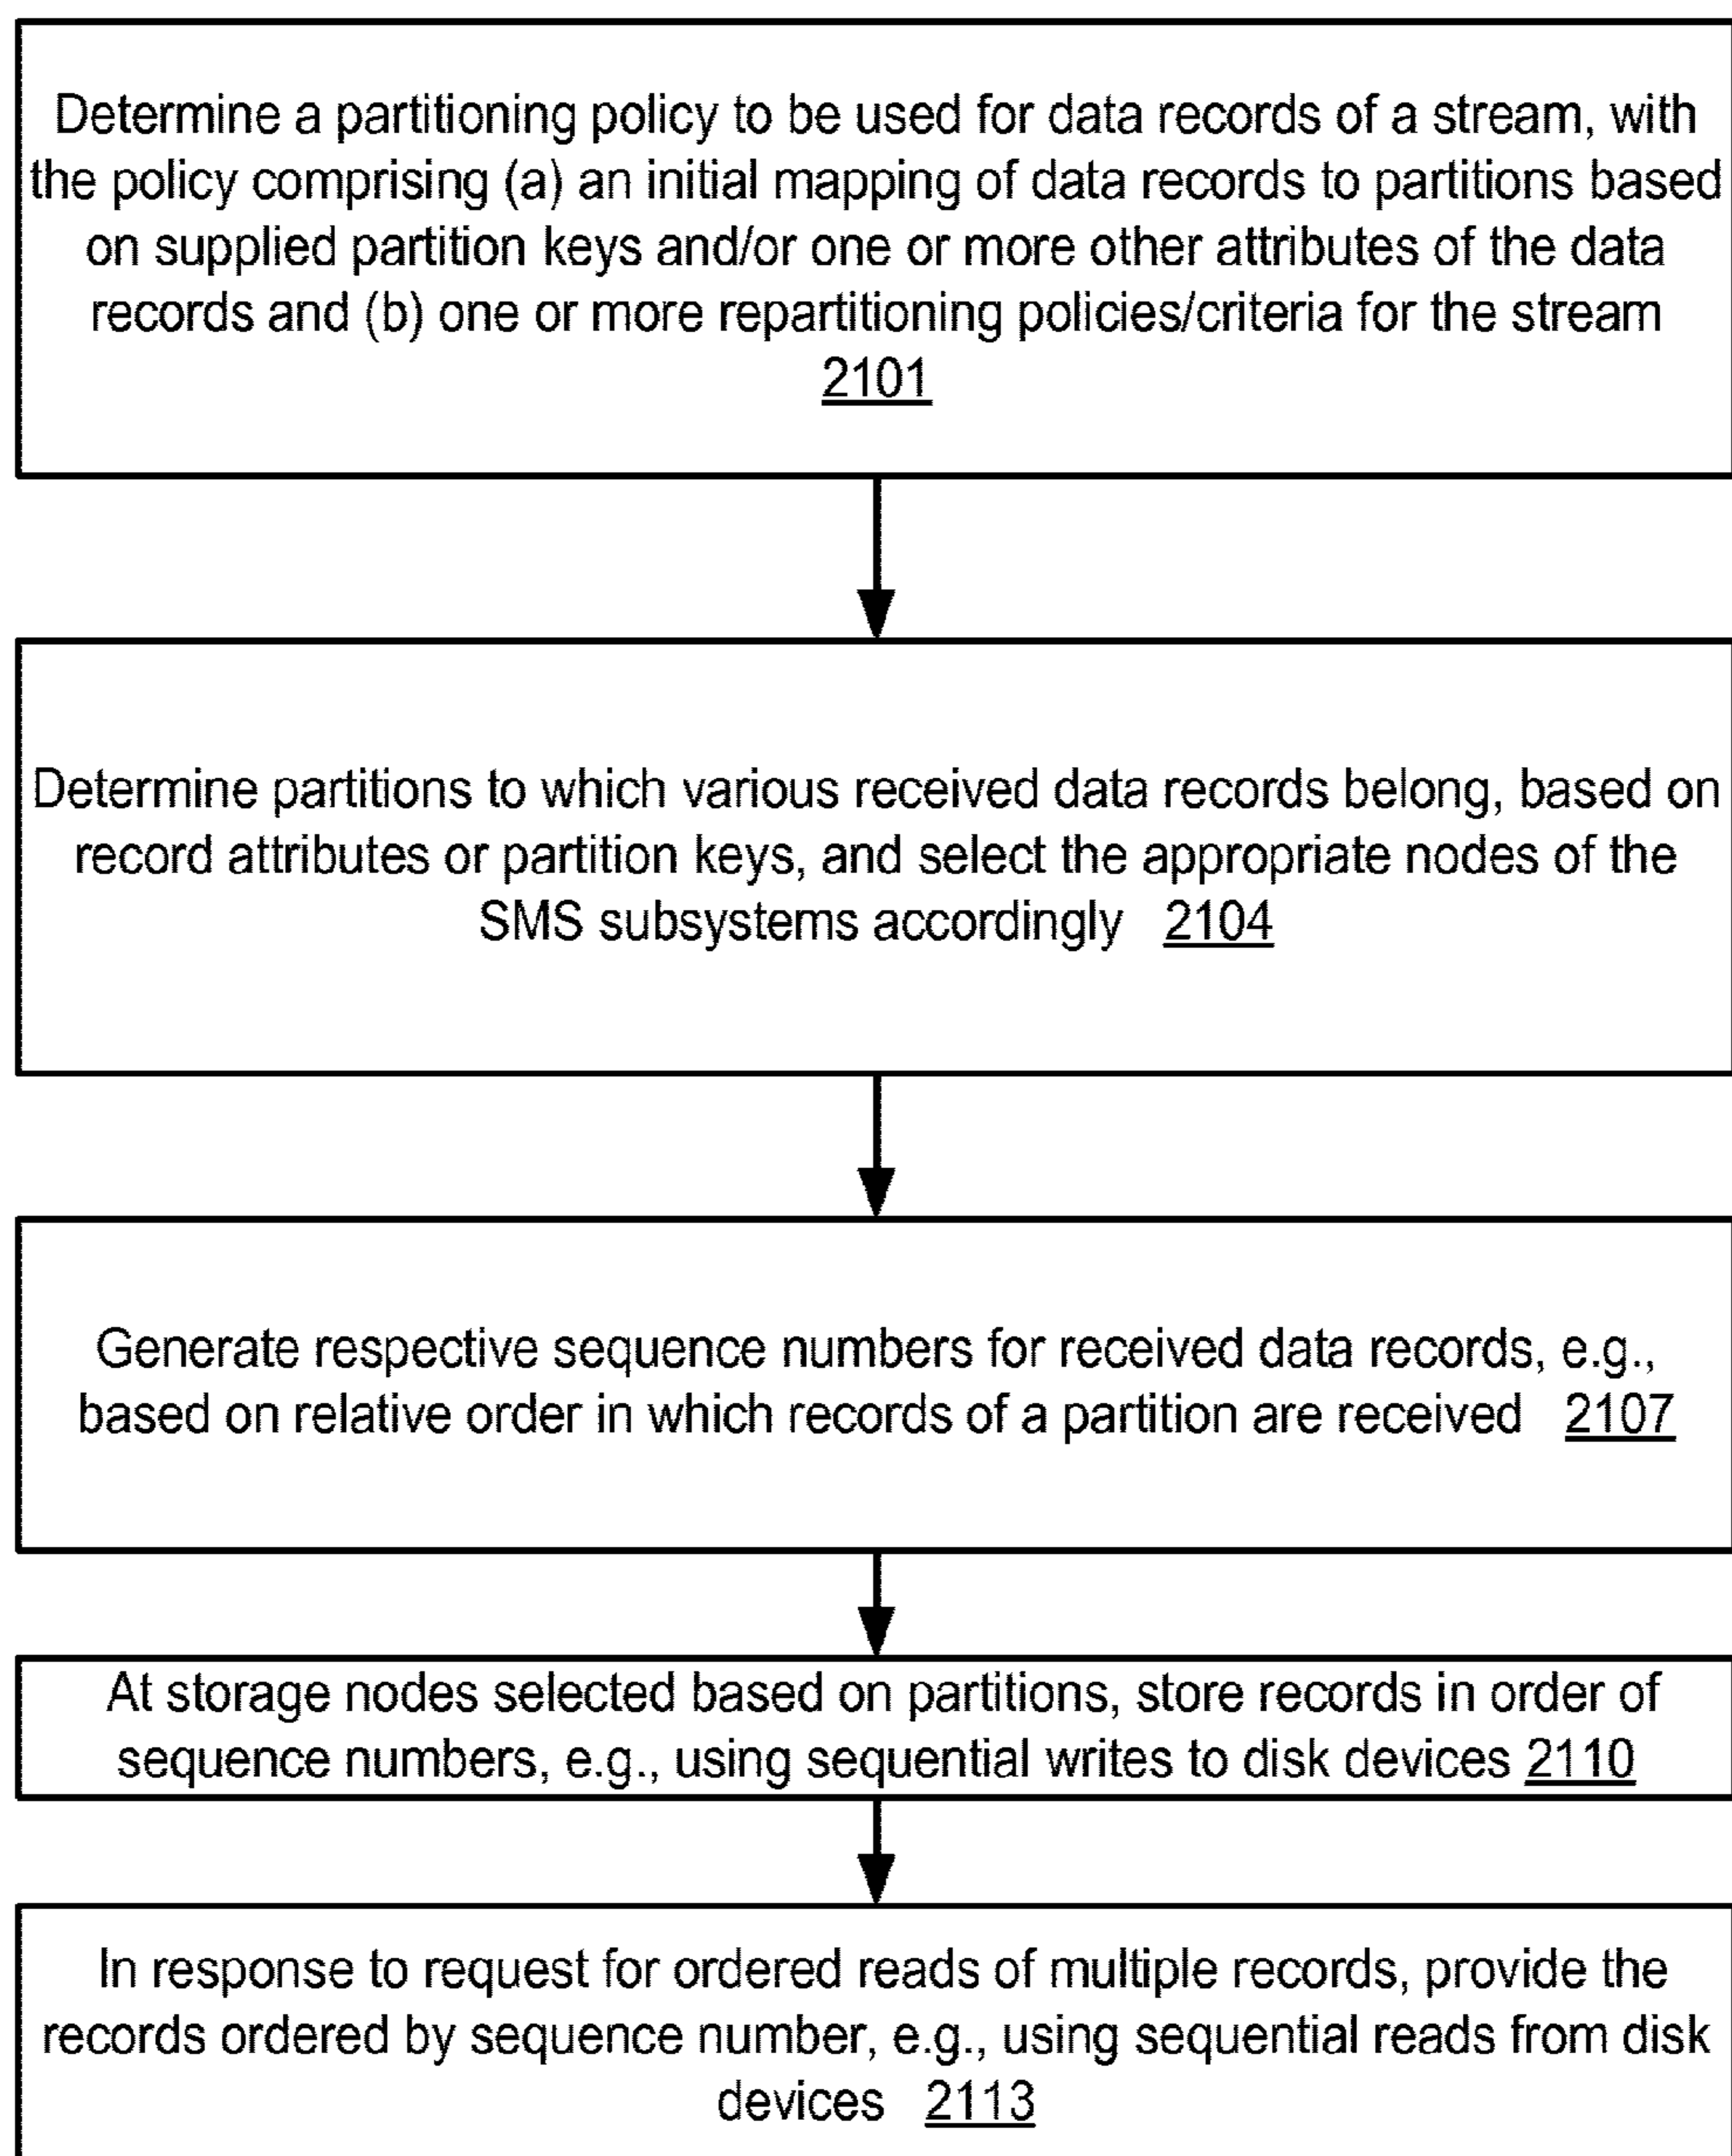 Determine a partitioning policy to be used for data records of a stream, with
the policy comprising (a) an initial mapping of data records to partitions based
on supplied partition keys and/or one or more other attributes of the data
records and (b) one or more repartitioning policies/criteria for the stream
2101
Determine partitions to which various received data records belong, based on
record attributes or partition keys, and select the appropriate nodes of the
SMS subsystems accordingly 2104
Generate respective sequence numbers for received data records, e.g.,
based on relative order in which records of a partition are received 2107
At storage nodes selected based on partitions, store records in order of
sequence numbers, e.g., using sequential writes to disk devices 2110
In response to request for ordered reads of multiple records, provide the
records ordered by sequence number, e.g., using sequential reads from disk
devices 2113